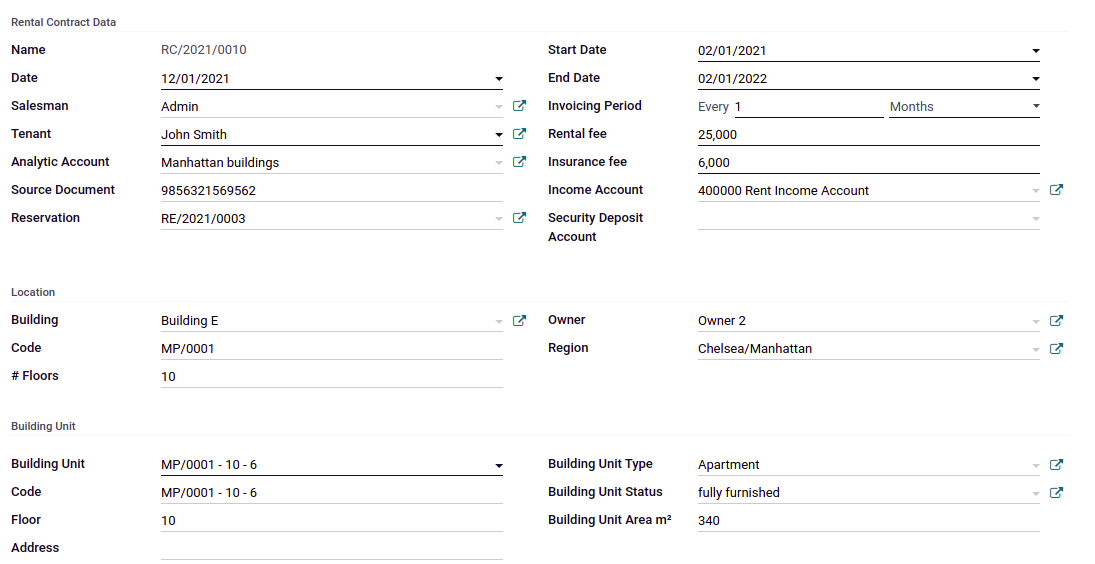 Rental Contract Data
Name RC/2021/0010
Date 12/01/2021
Salesman Admin
Tenant John Smith
Analytic Account Manhattan buildings
Source Document 9856321569562
Reservation RE/2021/0003
Start Date 02/01/2021
End Date 02/01/2022
Invoicing Period Every 1 Months
Rental fee 25,000
Insurance fee 6,000
Income Account 400000 Rent Income Account
Security Deposit
Account
Location
Building Building E
Code MP/0001
# Floors 10
Owner Owner 2
Region Chelsea/Manhattan
Building Unit
Building Unit MP/0001 - 10 - 6
Code MP/0001 - 10 - 6
Floor 10
Address
Building Unit Type Apartment
Building Unit Status fully furnished
Building Unit Area m² 340